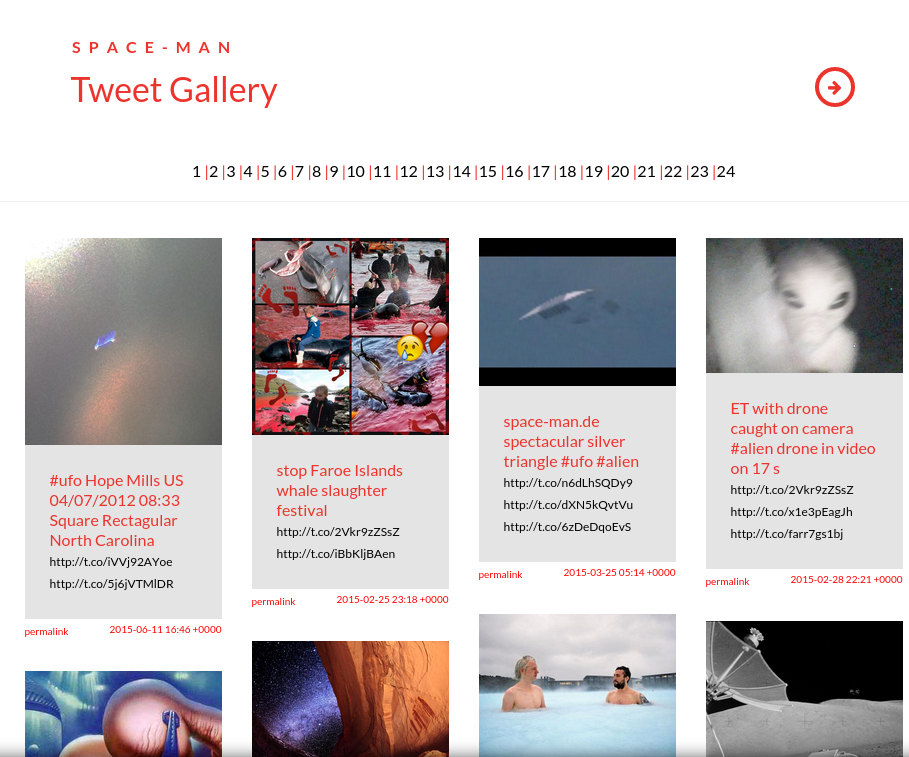 SPACE-MAN
Tweet Gallery
1 |2 |3 |4 |5 |6 |7 |8 |9 |10 |11 |12 |13 |14 |15 |16 |17 |18 |19 |20 |21 |22 |23 |24
#ufo Hope Mills US
04/07/2012 08:33
Square Rectagular
North Carolina
http://t.co/iVVj92AYoe
http://t.co/5j6jVTMlDR
permalink
2015-06-11 16:46 +0000
stop Faroe Islands
whale slaughter
festival
http://t.co/2Vkr9zZSsZ
http://t.co/iBbKljBAen
permalink
2015-02-25 23:18 +0000
space-man.de
spectacular silver
triangle #ufo #alien
http://t.co/n6dLhSQDy9
http://t.co/dXN5kQvtVu
http://t.co/6zDeDqoEvS
permalink
2015-03-25 05:14 +0000
ET with drone
caught on camera
#alien drone in video
on 17 s
http://t.co/2Vkr9zZSsZ
http://t.co/x1e3pEagJh
http://t.co/farr7gs1bj
permalink
2015-02-28 22:21 +0000